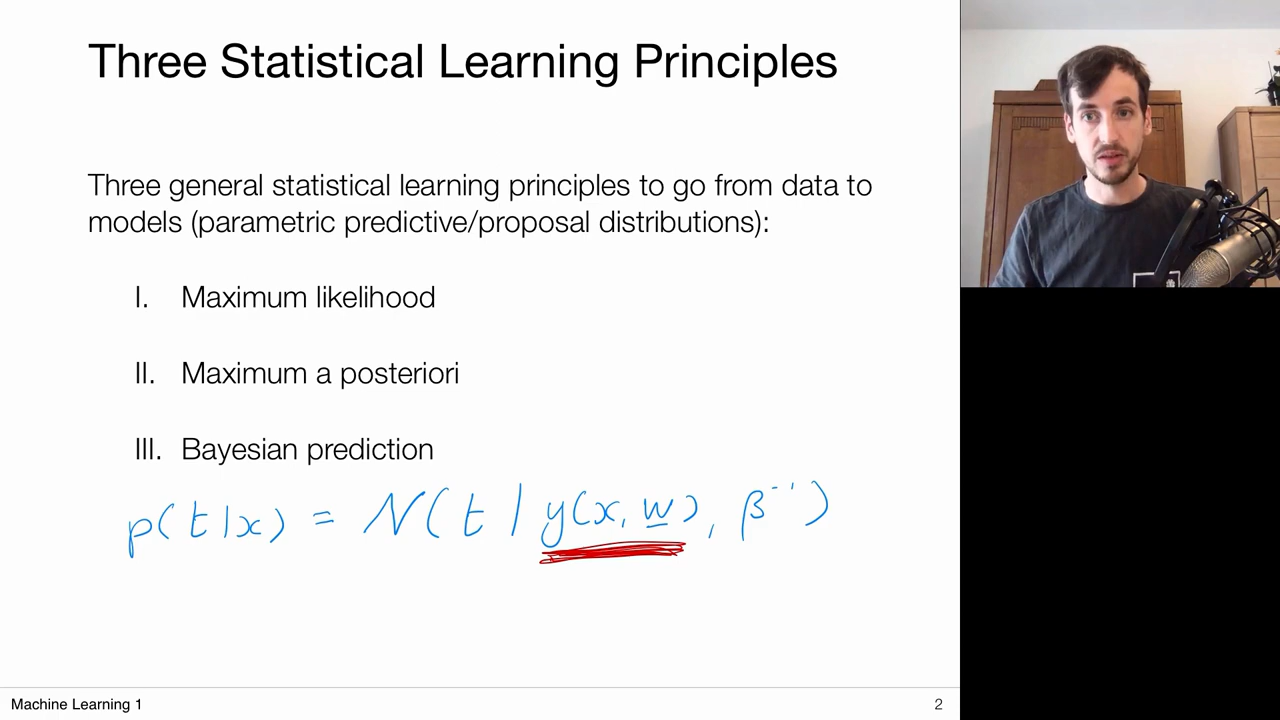 Three Statistical Learning Principles
Three general statistical learning principles to go from data to
models (parametric predictive/proposal distributions):
I. Maximum likelihood
II. Maximum a posteriori
III. Bayesian prediction
p(t|x) = N(t | y(x, w), β⁻¹)
Machine Learning 1
2